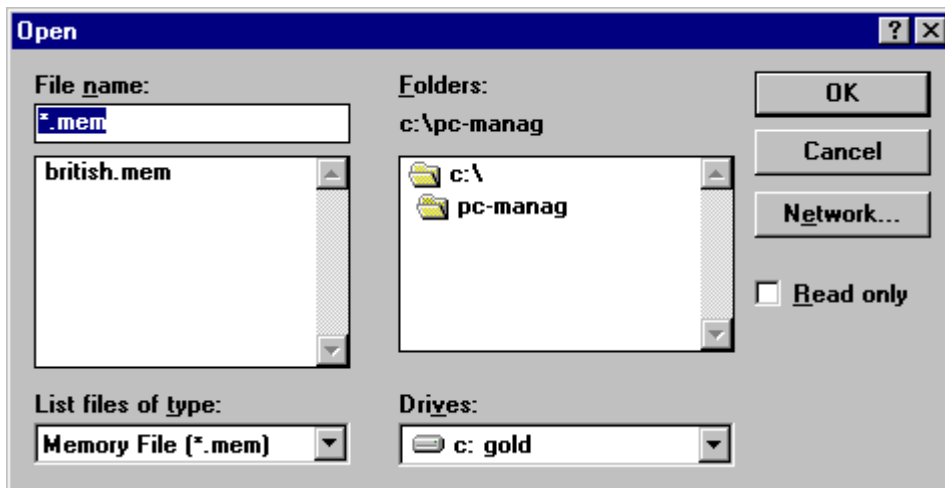 Open
File name:
*.mem
british.mem
List files of type:
Memory File (*.mem)
Folders:
c:\pc-manag
c:\
pc-manag
Drives:
c: gold
OK
Cancel
Network...
Read only